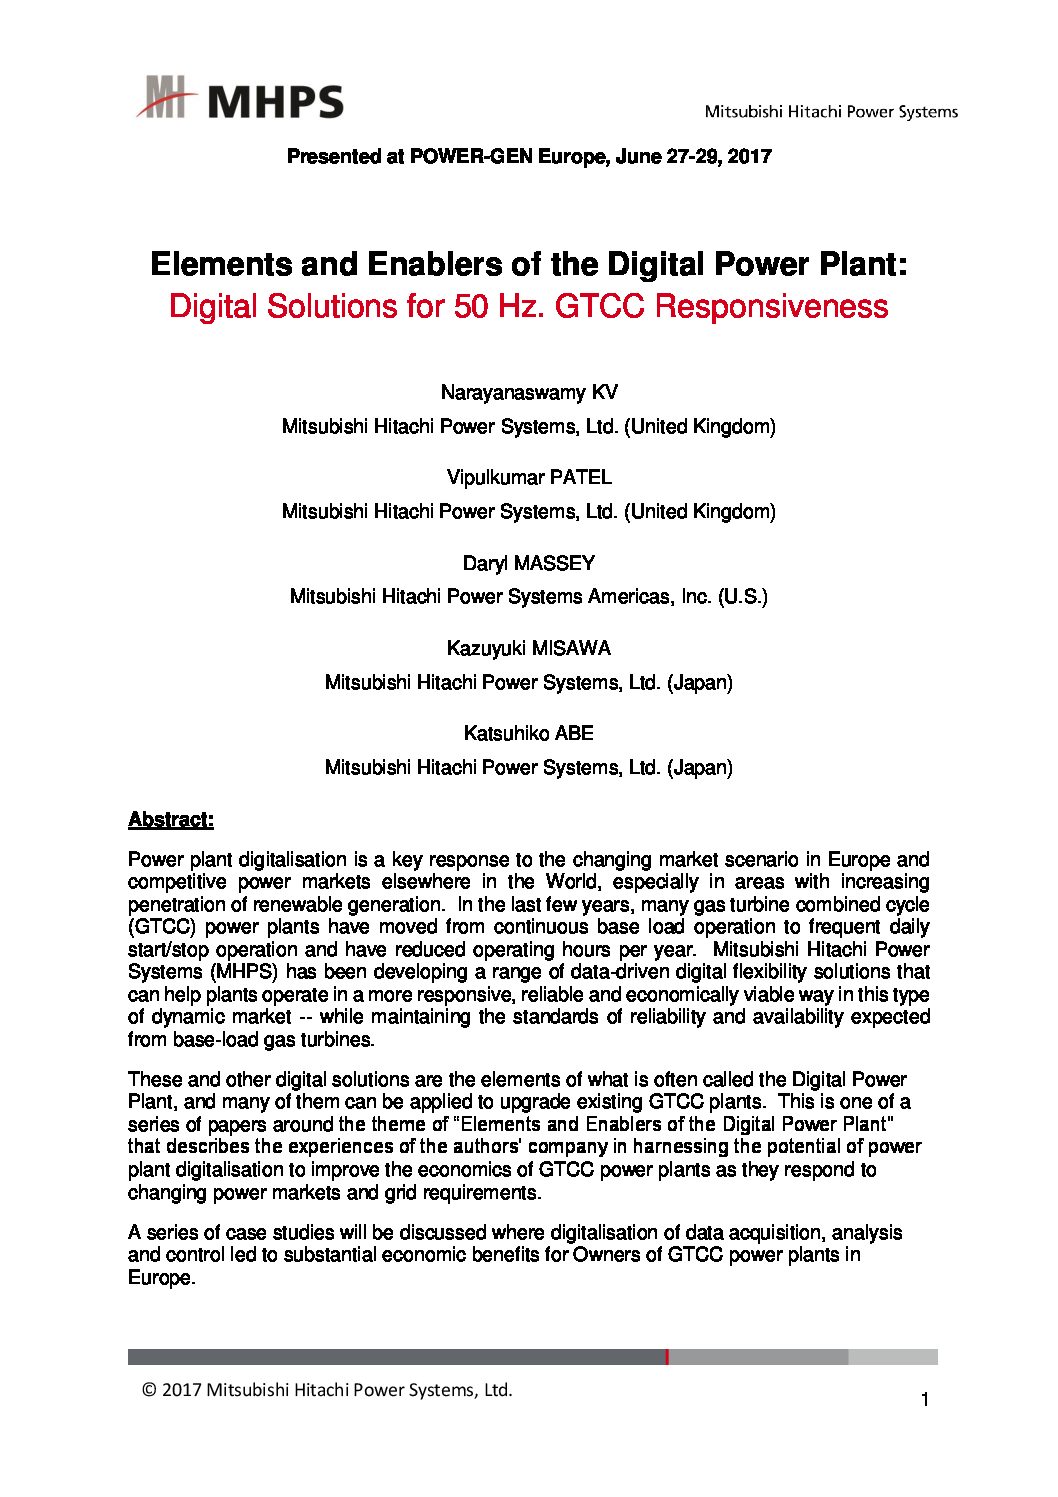 MHPS
Mitsubishi Hitachi Power Systems
Presented at POWER-GEN Europe, June 27-29, 2017
Elements and Enablers of the Digital Power Plant:
Digital Solutions for 50 Hz. GTCC Responsiveness
Narayanaswamy KV
Mitsubishi Hitachi Power Systems, Ltd. (United Kingdom)
Vipulkumar PATEL
Mitsubishi Hitachi Power Systems, Ltd. (United Kingdom)
Daryl MASSEY
Mitsubishi Hitachi Power Systems Americas, Inc. (U.S.)
Kazuyuki MISAWA
Mitsubishi Hitachi Power Systems, Ltd. (Japan)
Katsuhiko ABE
Mitsubishi Hitachi Power Systems, Ltd. (Japan)
Abstract:
Power plant digitalisation is a key response to the changing market scenario in Europe and
competitive power markets elsewhere in the World, especially in areas with increasing
penetration of renewable generation. In the last few years, many gas turbine combined cycle
(GTCC) power plants have moved from continuous base load operation to frequent daily
start/stop operation and have reduced operating hours per year. Mitsubishi Hitachi Power
Systems (MHPS) has been developing a range of data-driven digital flexibility solutions that
can help plants operate in a more responsive, reliable and economically viable way in this type
of dynamic market -- while maintaining the standards of reliability and availability expected
from base-load gas turbines.
These and other digital solutions are the elements of what is often called the Digital Power
Plant, and many of them can be applied to upgrade existing GTCC plants. This is one of a
series of papers around the theme of “Elements and Enablers of the Digital Power Plant"
that describes the experiences of the authors' company in harnessing the potential of power
plant digitalisation to improve the economics of GTCC power plants as they respond to
changing power markets and grid requirements.
A series of case studies will be discussed where digitalisation of data acquisition, analysis
and control led to substantial economic benefits for Owners of GTCC power plants in
Europe.
© 2017 Mitsubishi Hitachi Power Systems, Ltd.
1